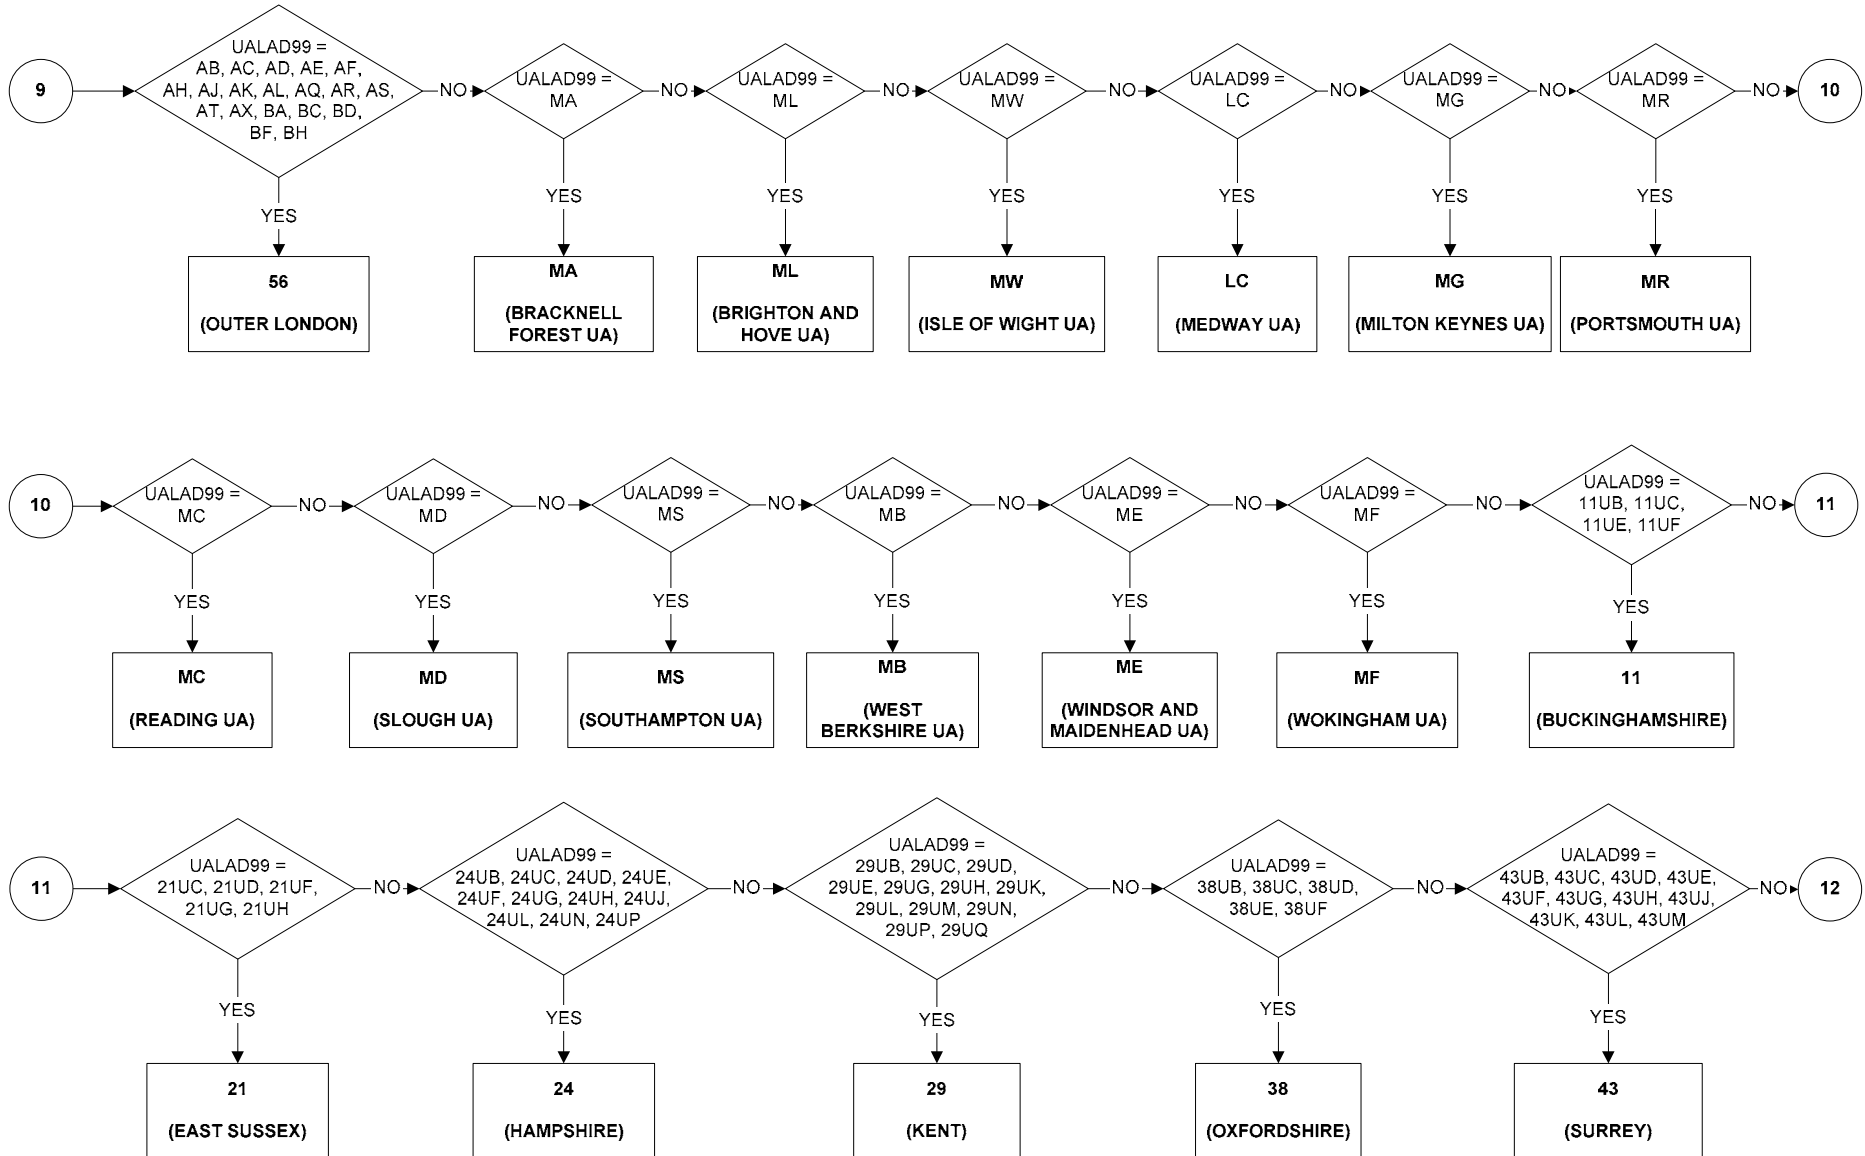 9
UALAD99 =
AB, AC, AD, AE, AF,
AH, AJ, AK, AL, AQ, AR, AS,
AT, AX, BA, BC, BD,
BF, BH
NO
UALAD99 =
MA
NO
UALAD99 =
ML
NO
UALAD99 =
MW
NO
UALAD99 =
LC
NO
UALAD99 =
MG
NO
UALAD99 =
MR
NO
10
YES
YES
YES
YES
YES
YES
YES
56
(OUTER LONDON)
MA
(BRACKNELL
FOREST UA)
ML
(BRIGHTON AND
HOVE UA)
MW
(ISLE OF WIGHT UA)
LC
(MEDWAY UA)
MG
(MILTON KEYNES UA)
MR
(PORTSMOUTH UA)
10
UALAD99 =
MC
NO
UALAD99 =
MD
NO
UALAD99 =
MS
NO
UALAD99 =
MB
NO
UALAD99 =
ME
NO
UALAD99 =
MF
NO
UALAD99 =
11UB, 11UC,
11UE, 11UF
NO
11
YES
YES
YES
YES
YES
YES
YES
MC
(READING UA)
MD
(SLOUGH UA)
MS
(SOUTHAMPTON UA)
MB
(WEST
BERKSHIRE UA)
ME
(WINDSOR AND
MAIDENHEAD UA)
MF
(WOKINGHAM UA)
11
(BUCKINGHAMSHIRE)
11
UALAD99 =
21UC, 21UD, 21UF,
21UG, 21UH
NO
UALAD99 =
24UB, 24UC, 24UD, 24UE,
24UF, 24UG, 24UH, 24UJ,
24UL, 24UN, 24UP
NO
UALAD99 =
29UB, 29UC, 29UD,
29UE, 29UG, 29UH, 29UK,
29UL, 29UM, 29UN,
29UP, 29UQ
NO
UALAD99 =
38UB, 38UC, 38UD,
38UE, 38UF
NO
UALAD99 =
43UB, 43UC, 43UD, 43UE,
43UF, 43UG, 43UH, 43UJ,
43UK, 43UL, 43UM
NO
12
YES
YES
YES
YES
YES
21
(EAST SUSSEX)
24
(HAMPSHIRE)
29
(KENT)
38
(OXFORDSHIRE)
43
(SURREY)